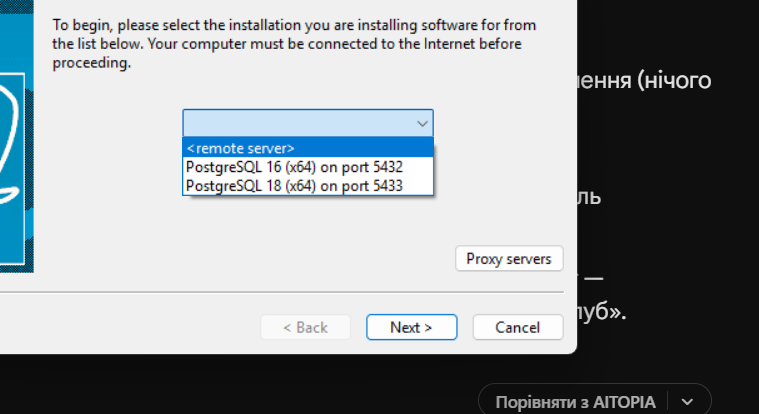 To begin, please select the installation you are installing software for from
the list below. Your computer must be connected to the Internet before
proceeding.
<remote server>
PostgreSQL 16 (x64) on port 5432
PostgreSQL 18 (x64) on port 5433
Proxy servers
< Back
Next >
Cancel
(нічого
—
Порівняти з AITOPIA